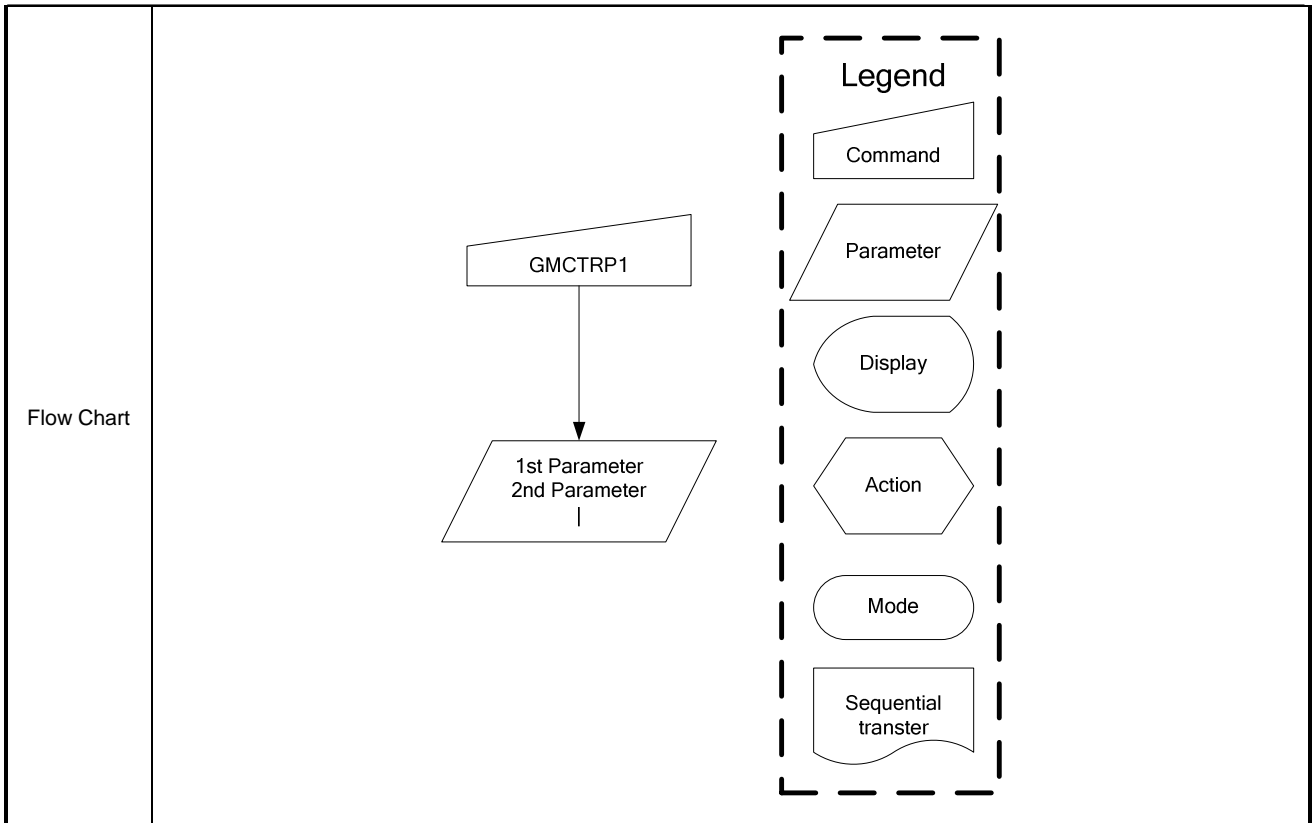 Flow Chart
GMCTRP1
1st Parameter
2nd Parameter
|
Legend
Command
Parameter
Display
Action
Mode
Sequential
transter